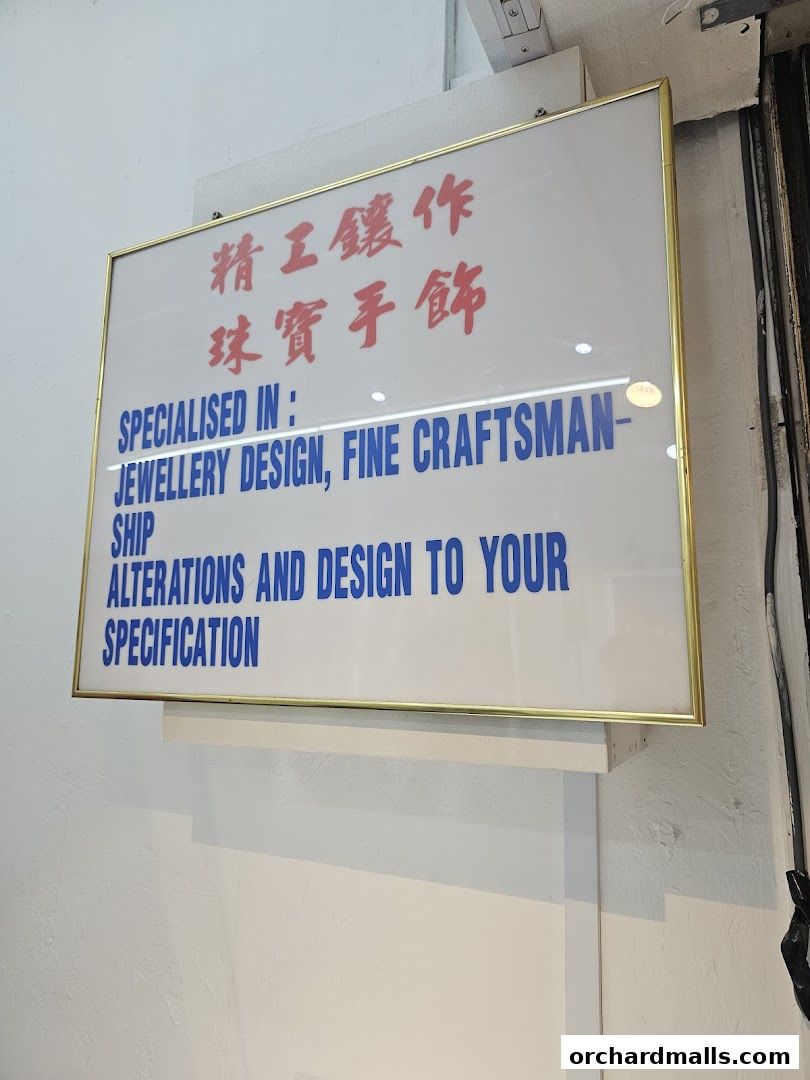 精工鑲作
珠寶手飾
SPECIALISED IN :
JEWELLERY DESIGN, FINE CRAFTSMAN-
SHIP
ALTERATIONS AND DESIGN TO YOUR
SPECIFICATION
orchardmalls.com